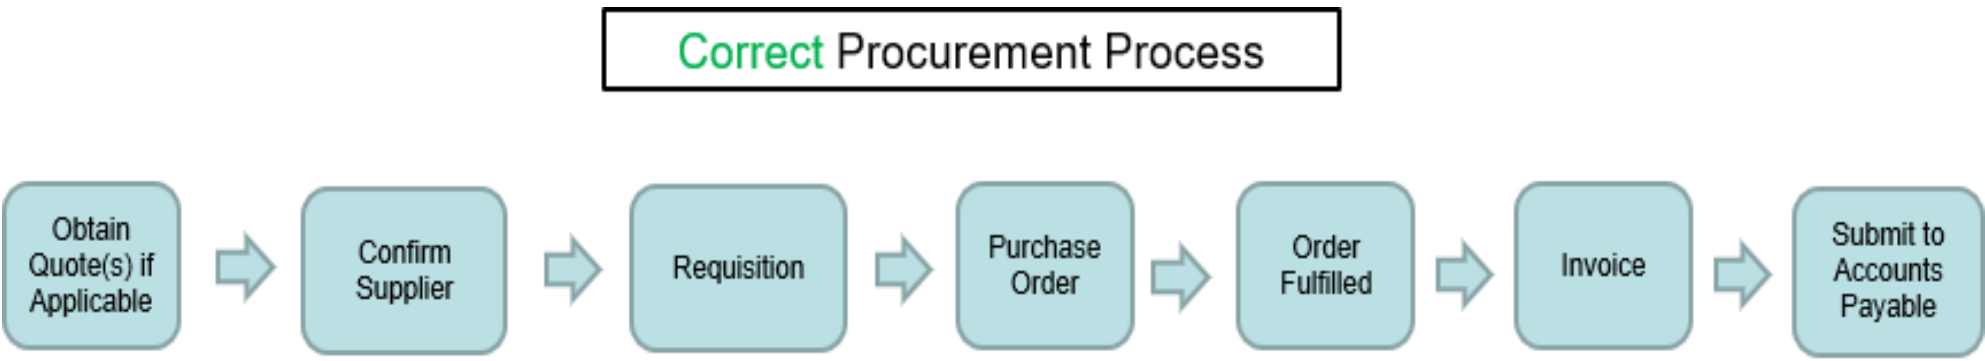 Correct Procurement Process
Obtain
Quote(s) if
Applicable
Confirm
Supplier
Requisition
Purchase
Order
Order
Fulfilled
Invoice
Submit to
Accounts
Payable